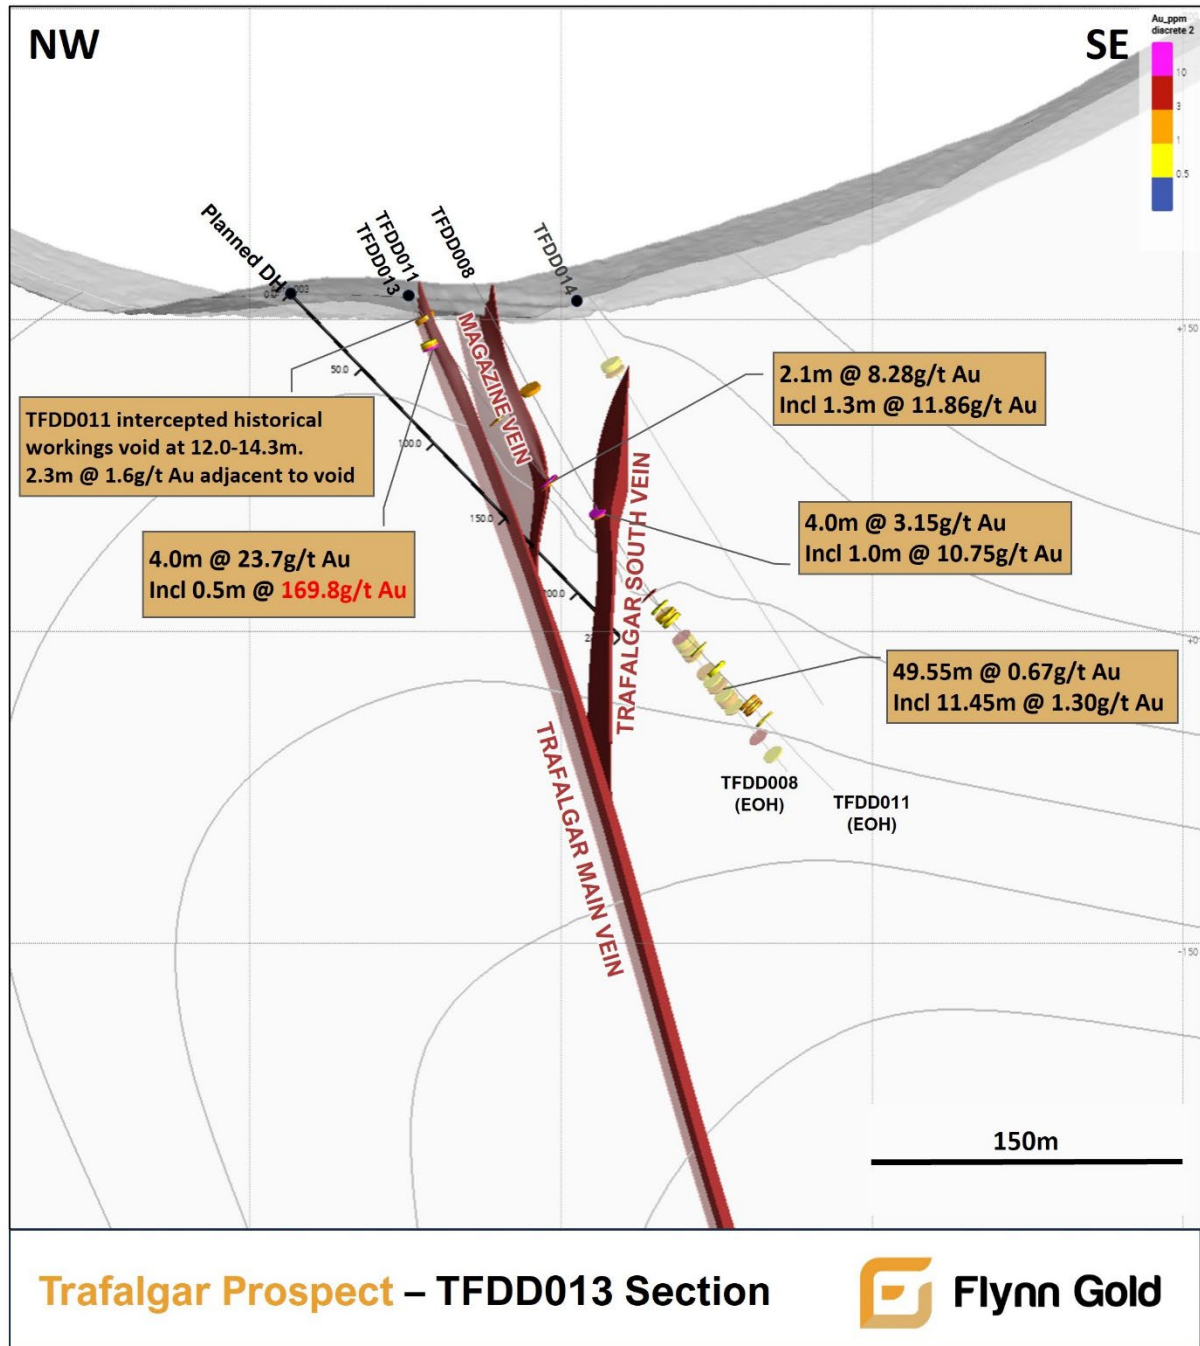 NW
SE
Au_ppm
discrete 2
10
3
1
0.5
Planned DH
TFDD011
TFDD013
TFDD008
TFDD014
+150
50.0
100.0
150.0
MAGAZINE VEIN
TFDD011 intercepted historical
workings void at 12.0-14.3m.
2.3m @ 1.6g/t Au adjacent to void
2.1m @ 8.28g/t Au
Incl 1.3m @ 11.86g/t Au
4.0m @ 23.7g/t Au
Incl 0.5m @ 169.8g/t Au
4.0m @ 3.15g/t Au
Incl 1.0m @ 10.75g/t Au
TRAFALGAR SOUTH VEIN
+0
49.55m @ 0.67g/t Au
Incl 11.45m @ 1.30g/t Au
TFDD008
(EOH)
TFDD011
(EOH)
TRAFALGAR MAIN VEIN
-150
150m
Trafalgar Prospect – TFDD013 Section
Flynn Gold